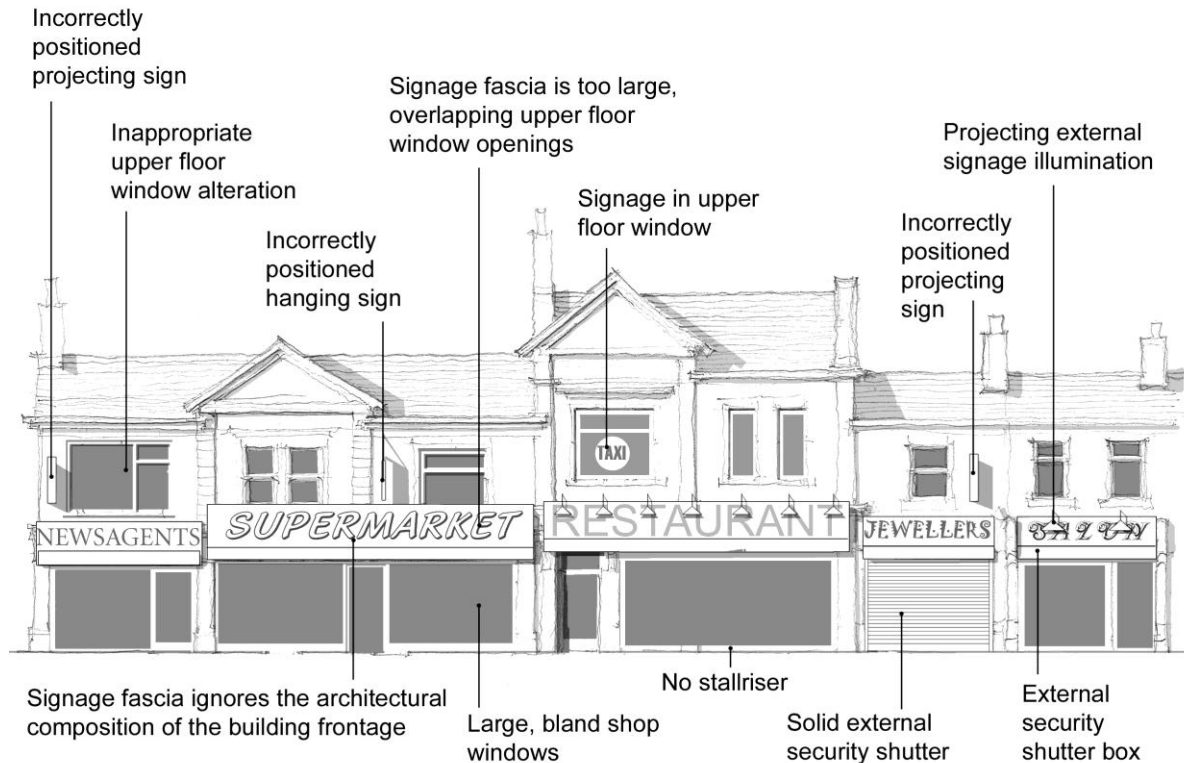 Incorrectly
positioned
projecting sign
Inappropriate
upper floor
window alteration
Incorrectly
positioned
hanging sign
Signage fascia is too large,
overlapping upper floor
window openings
Signage in upper
floor window
Incorrectly
positioned
projecting
sign
Projecting external
signage illumination
TAXI
NEWSAGENTS
SUPERMARKET
RESTAURANT
JEWELLERS
SALON
Signage fascia ignores the architectural
composition of the building frontage
Large, bland shop
windows
No stallriser
Solid external
security shutter
External
security
shutter box